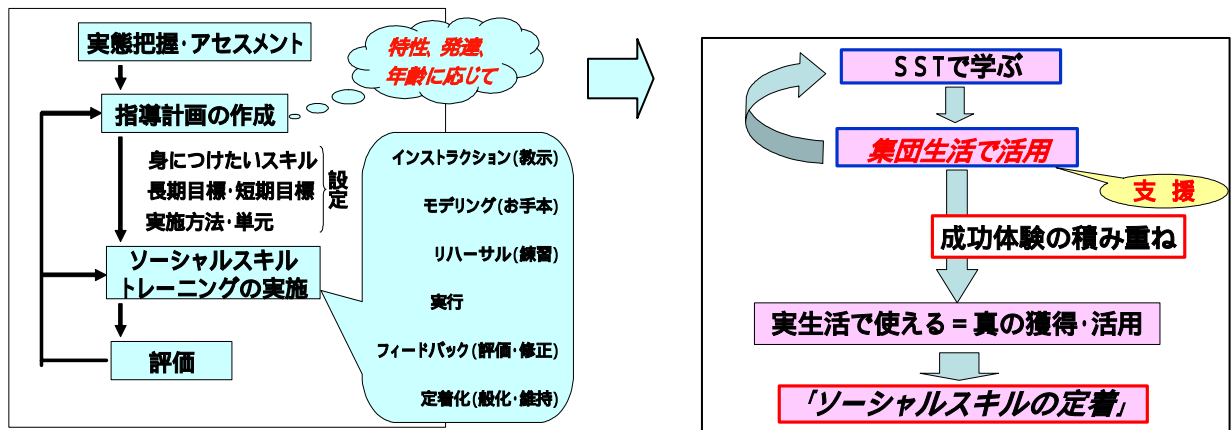 実態把握・アセスメント
特性、発達、
年齢に応じて
指導計画の作成
身につけたいスキル
長期目標・短期目標
実施方法・単元
設定
ソーシャルスキル
トレーニングの実施
評価
インストラクション(教示)
モデリング(お手本)
リハーサル(練習)
実行
フィードバック(評価・修正)
定着化(般化・維持)
SSTで学ぶ
集団生活で活用
支 援
成功体験の積み重ね
実生活で使える=真の獲得・活用
「ソーシャルスキルの定着」